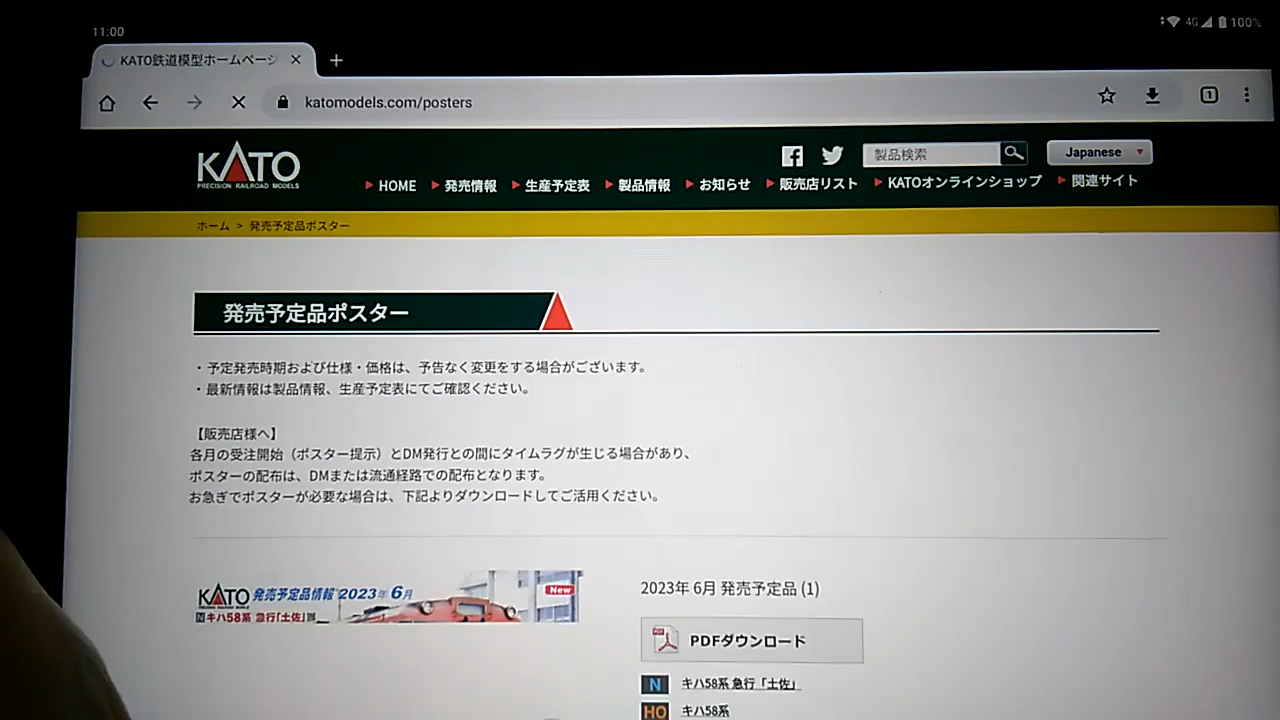 11:00
4G 100%
KATO鉄道模型ホームページ
katomodels.com/posters
1
KATO
PRECISION RAILROAD MODELS
製品検索
Japanese
HOME 発売情報 生産予定表 製品情報 お知らせ 販売店リスト KATOオンラインショップ 関連サイト
ホーム > 発売予定品ポスター
発売予定品ポスター
・予定発売時期および仕様・価格は、予告なく変更をする場合がございます。
・最新情報は製品情報、生産予定表にてご確認ください。
【販売店様へ】
各月の受注開始（ポスター提示）とDM発行との間にタイムラグが生じる場合があり、
ポスターの配布は、DMまたは流通経路での配布となります。
お急ぎでポスターが必要な場合は、下記よりダウンロードしてご活用ください。
KATO 発売予定品情報 2023年 6月
New
N キハ58系 急行「土佐」
2023年 6月 発売予定品 (1)
PDFダウンロード
N キハ58系 急行「土佐」
HO キハ58系